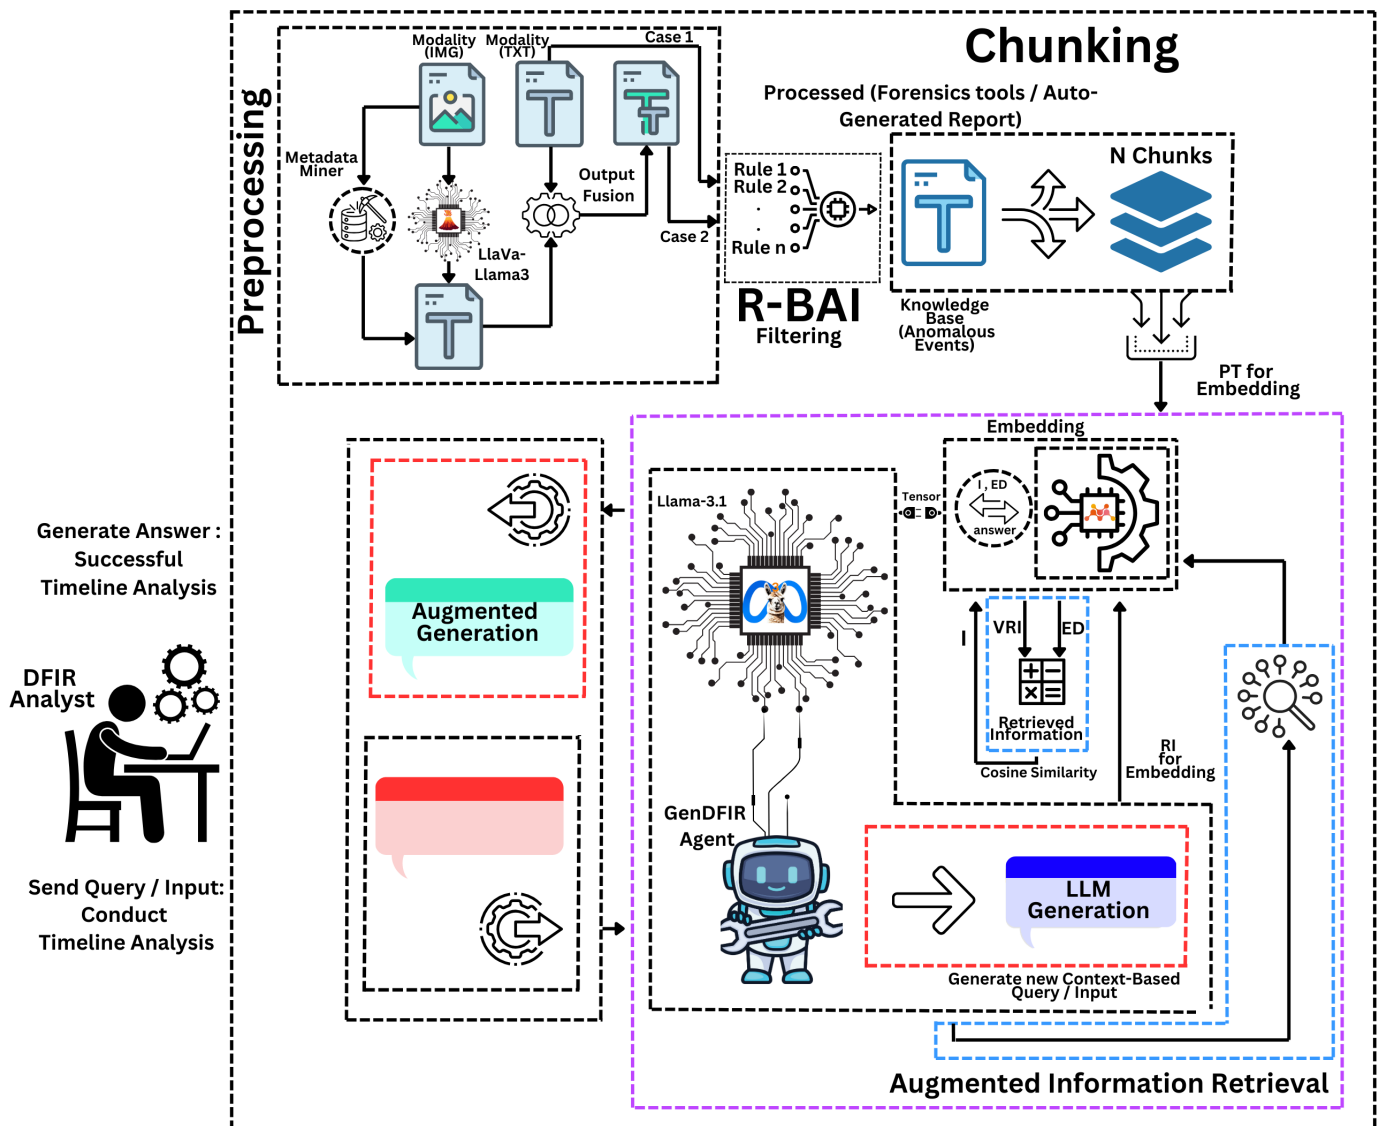 Chunking
Preprocessing
Modality
(IMG)
Modality
(TXT)
Case 1
Metadata
Miner
Output
Fusion
LlaVa-
Llama3
Case 2
Processed (Forensics tools / Auto-
Generated Report)
Rule 1
Rule 2
.
.
Rule n
R-BAI
Filtering
N Chunks
Knowledge
Base
(Anomalous
Events)
PT for
Embedding
Embedding
I , ED
answer
Tensor
Llama-3.1
VRI
ED
I
Retrieved
Information
Cosine Similarity
RI
for
Embedding
Generate Answer :
Successful
Timeline Analysis
Augmented
Generation
DFIR
Analyst
Send Query / Input:
Conduct
Timeline Analysis
GenDFIR
Agent
LLM
Generation
Generate new Context-Based
Query / Input
Augmented Information Retrieval